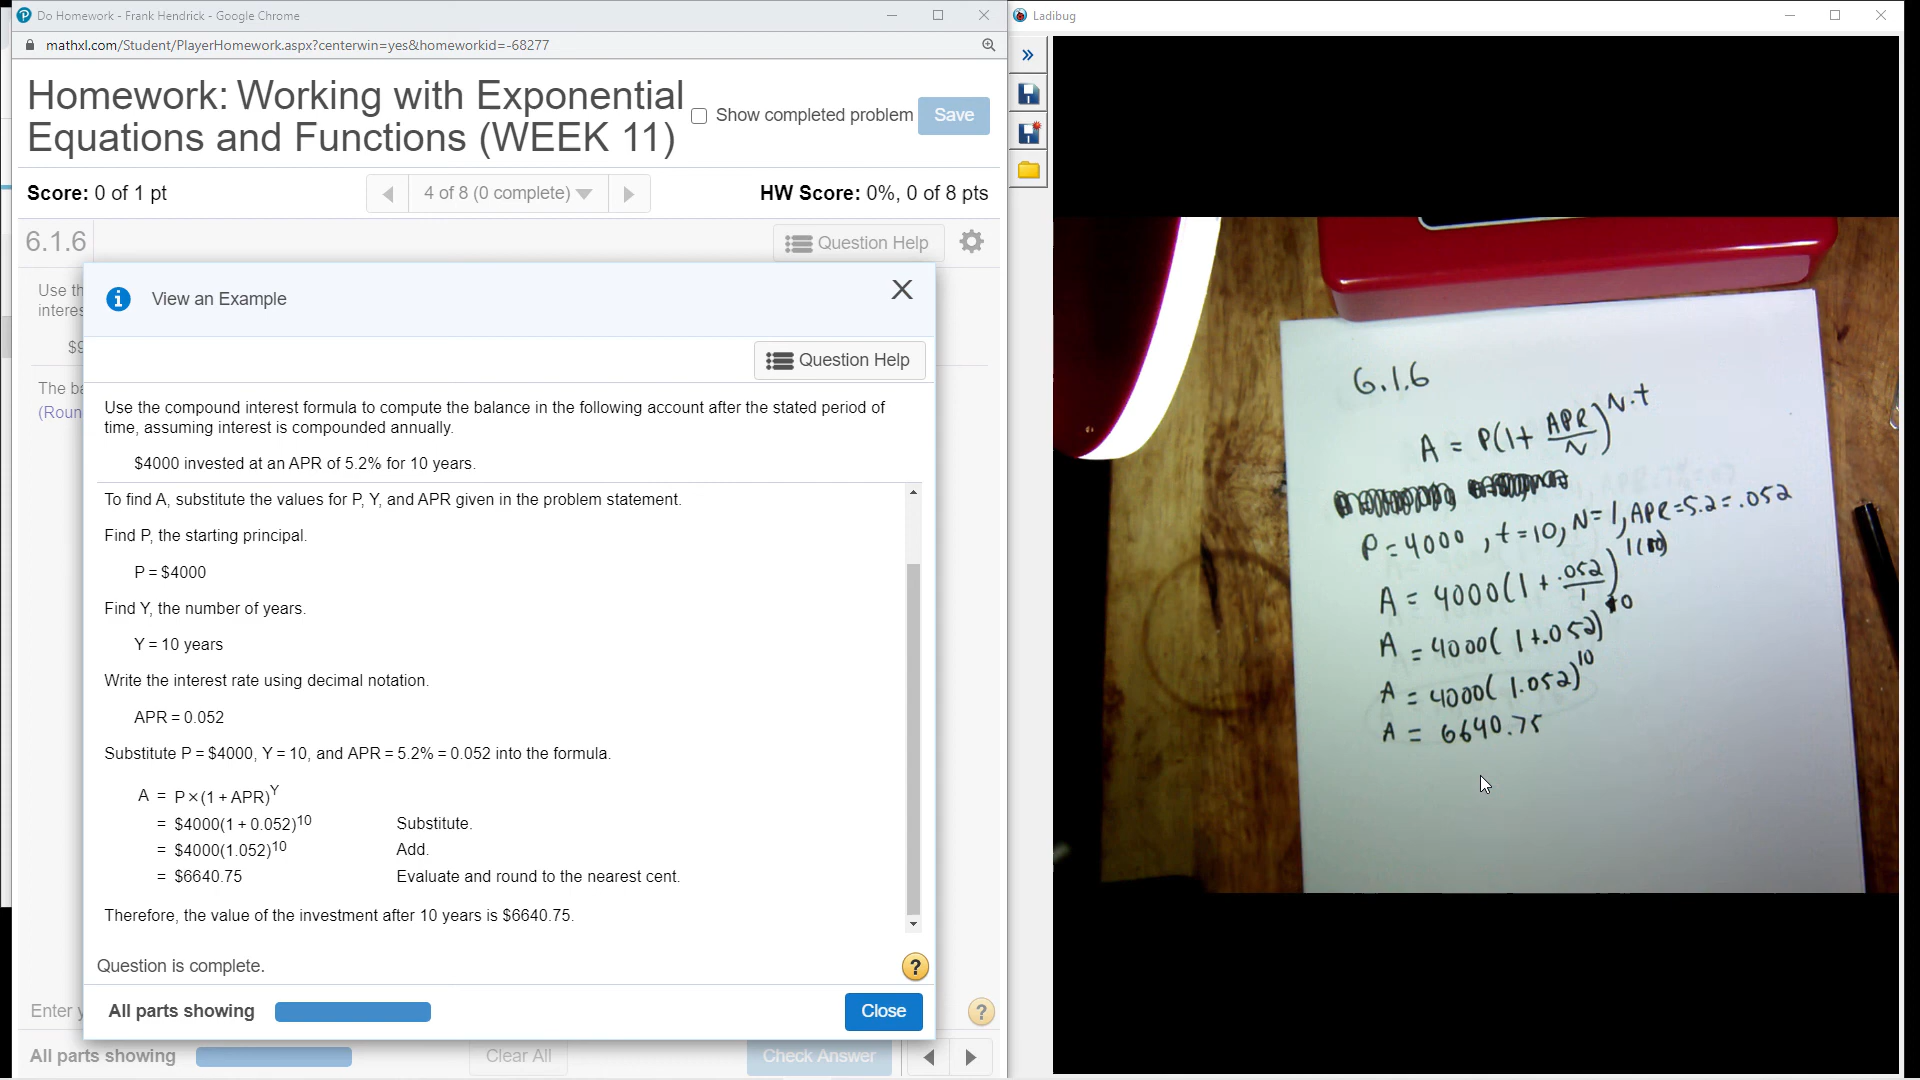 Do Homework - Frank Hendrick - Google Chrome
mathxl.com/Student/PlayerHomework.aspx?centerwin=yes&homeworkid=-68277
Homework: Working with Exponential
Equations and Functions (WEEK 11)
Show completed problem
Save
Score: 0 of 1 pt
4 of 8 (0 complete)
HW Score: 0%, 0 of 8 pts
6.1.6
Question Help
View an Example
Question Help
Use the compound interest formula to compute the balance in the following account after the stated period of
time, assuming interest is compounded annually.
$4000 invested at an APR of 5.2% for 10 years.
To find A, substitute the values for P, Y, and APR given in the problem statement.
Find P, the starting principal.
P = $4000
Find Y, the number of years.
Y = 10 years
Write the interest rate using decimal notation.
APR = 0.052
Substitute P = $4000, Y = 10, and APR = 5.2% = 0.052 into the formula.
A = P×(1 + APR)^Y
= $4000(1 + 0.052)^10 Substitute.
= $4000(1.052)^10 Add.
= $6640.75 Evaluate and round to the nearest cent.
Therefore, the value of the investment after 10 years is $6640.75.
Question is complete.
?
All parts showing
Close
Enter
?
All parts showing
Clear All
Check Answer
Ladibug
6.1.6
A = P(1 + APR/N)^N·t
P = 4000, t = 10, N = 1, APR = 5.2 = .052
A = 4000(1 + .052/1)^1(10)
A = 4000(1+.052)^10
A = 4000(1.052)^10
A = 6640.75